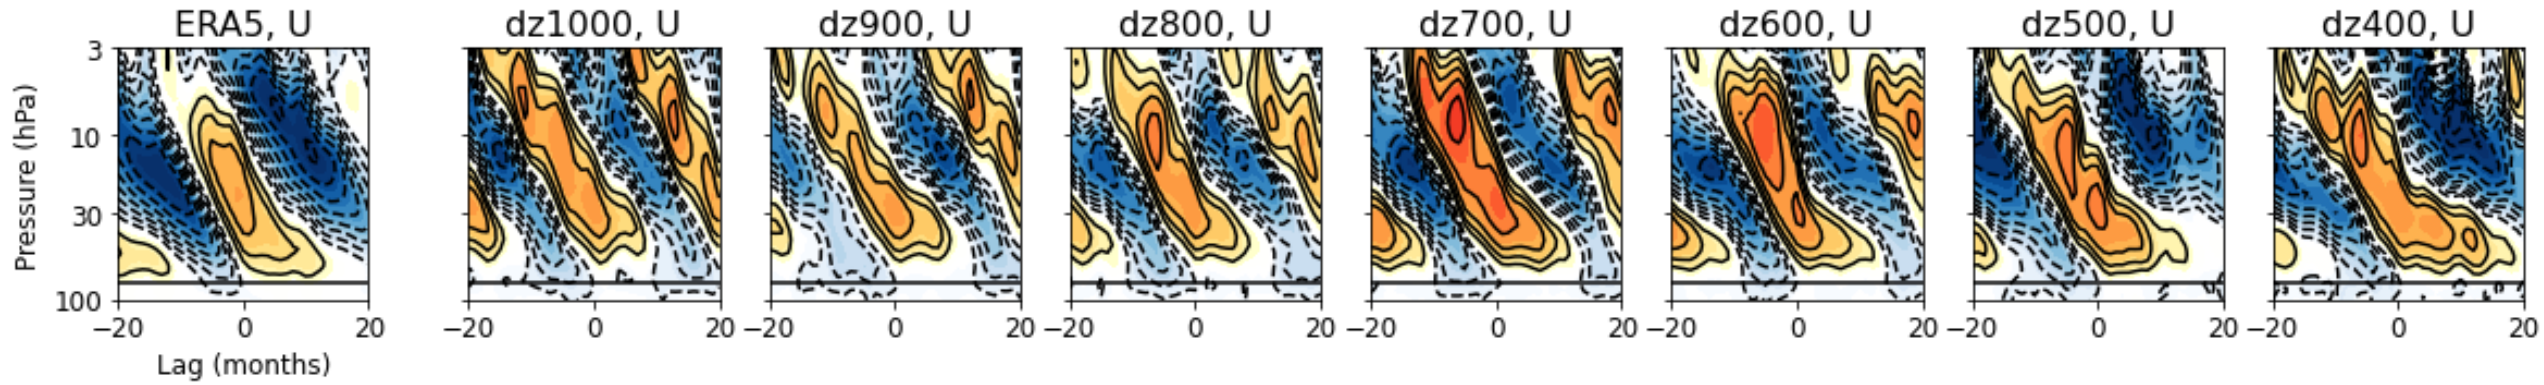 ERA5, U
dz1000, U
dz900, U
dz800, U
dz700, U
dz600, U
dz500, U
dz400, U
Pressure (hPa)
3
10
30
100
−20 0 20
−20 0 20
−20 0 20
−20 0 20
−20 0 20
−20 0 20
−20 0 20
−20 0 20
Lag (months)